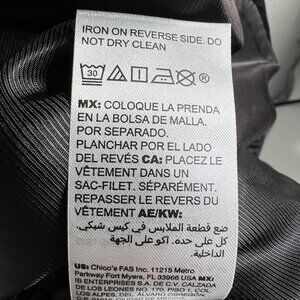 IRON ON REVERSE SIDE. DO
NOT DRY CLEAN
30
MX: COLOQUE LA PRENDA
EN LA BOLSA DE MALLA.
POR SEPARADO.
PLANCHAR POR EL LADO
DEL REVÉS CA: PLACEZ LE
VÊTEMENT DANS UN
SAC-FILET. SÉPARÉMENT.
REPASSER LE REVERS DU
VÊTEMENT AE/KW:
ضع قطعة الملابس في كيس شبكي.
كل على حده. اكو على الجهة
الداخلية.
US: Chico's FAS Inc. 11215 Metro
Parkway Fort Myers, FL 33966 USA MX:
IB ENTERPRISES S.A. DE C.V. CALZADA
DE LOS LEONES NO. 170, PISO 1, COL.
LOS ALPES, DEL. ÁLVARO OBREGÓN